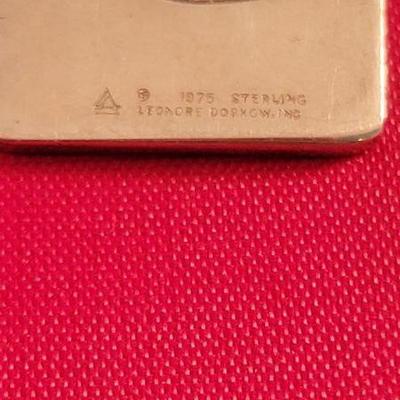 © 1975 STERLING
LEONORE DOSKOW, INC